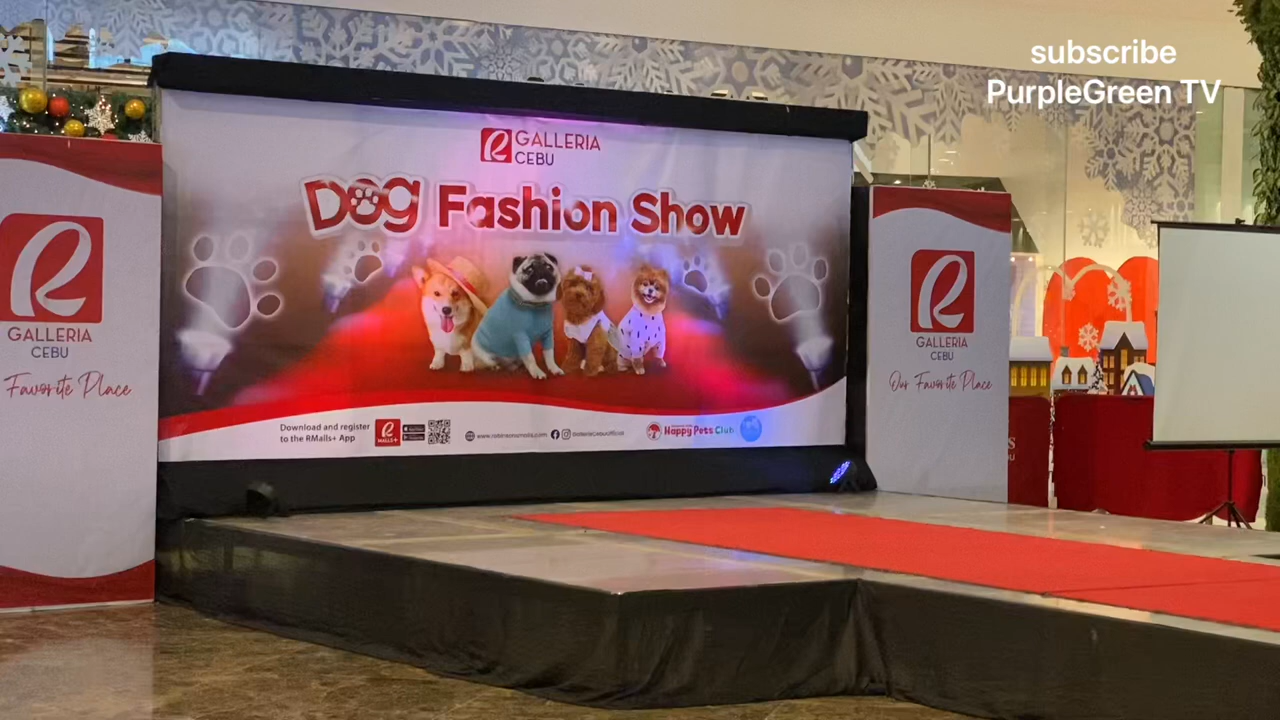 subscribe
PurpleGreen TV
GALLERIA
CEBU
Dog Fashion Show
GALLERIA
CEBU
Favorite Place
GALLERIA
CEBU
Our Favorite Place
Download and register
to the RMalls+ App
MALLS+
Happy Pets Club